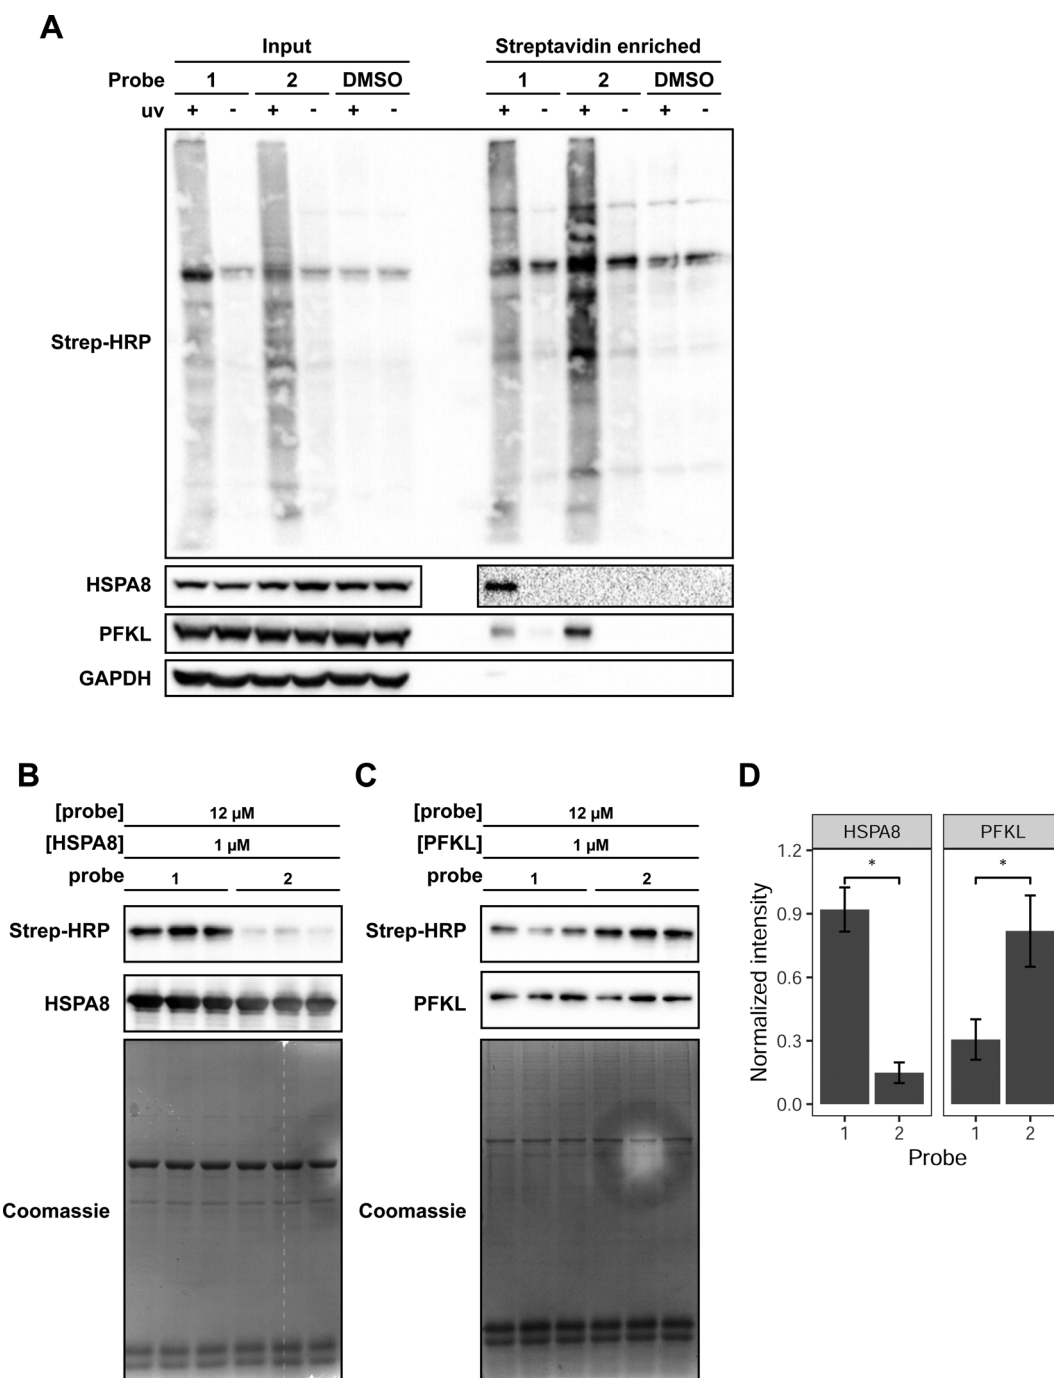 A
Input
Streptavidin enriched
Probe 1 2 DMSO 1 2 DMSO
uv + - + - + - + - + - + -
Strep-HRP
HSPA8
PFKL
GAPDH
B
[probe] 12 μM
[HSPA8] 1 μM
probe 1 2
Strep-HRP
HSPA8
Coomassie
C
[probe] 12 μM
[PFKL] 1 μM
probe 1 2
Strep-HRP
PFKL
Coomassie
D
HSPA8 PFKL
Normalized intensity
1.2
0.9
0.6
0.3
0.0
* *
1 2 1 2
Probe